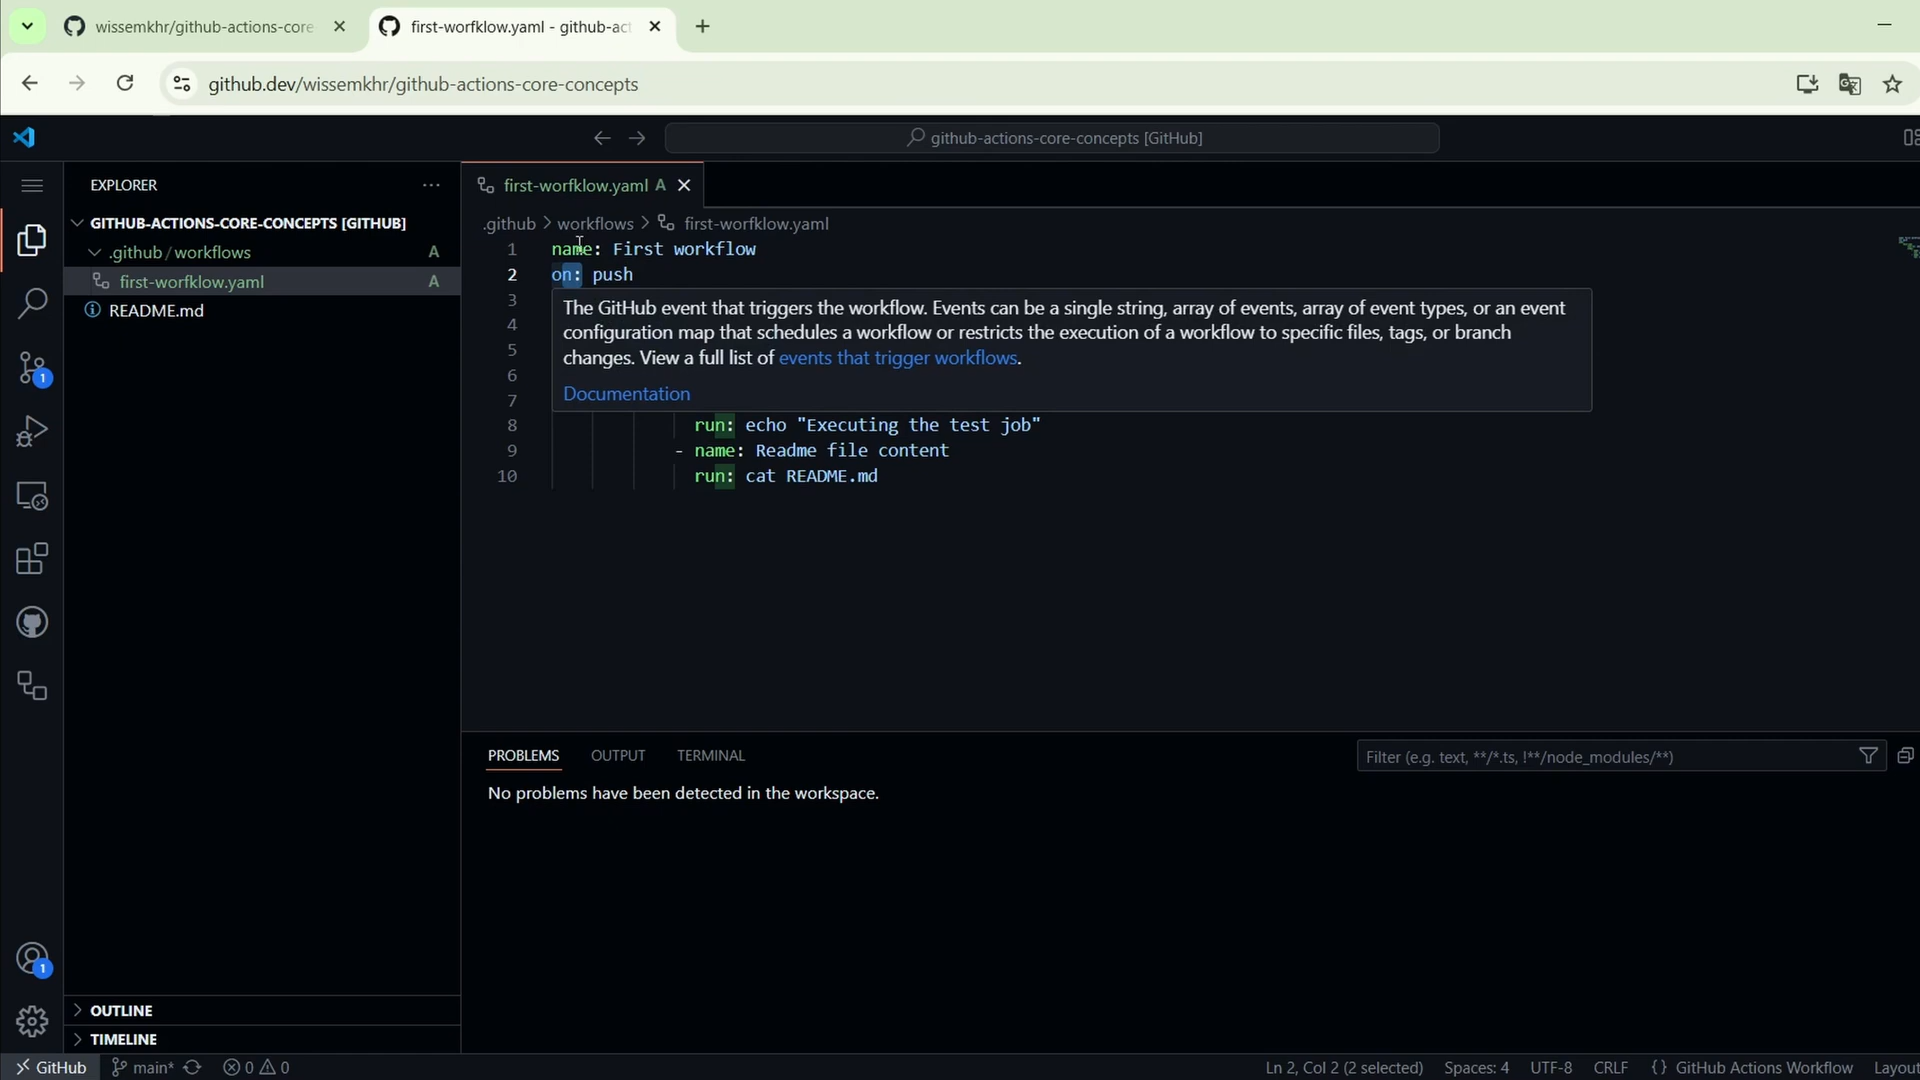 wissemkhr/github-actions-core
first-worfklow.yaml - github-act
github.dev/wissemkhr/github-actions-core-concepts
github-actions-core-concepts [GitHub]
EXPLORER
GITHUB-ACTIONS-CORE-CONCEPTS [GITHUB]
.github / workflows A
first-worfklow.yaml A
README.md
first-worfklow.yaml A
.github > workflows > first-worfklow.yaml
1 name: First workflow
2 on: push
3
4
5
6
7
The GitHub event that triggers the workflow. Events can be a single string, array of events, array of event types, or an event
configuration map that schedules a workflow or restricts the execution of a workflow to specific files, tags, or branch
changes. View a full list of events that trigger workflows.
Documentation
8 run: echo "Executing the test job"
9 - name: Readme file content
10 run: cat README.md
1
PROBLEMS OUTPUT TERMINAL
Filter (e.g. text, **/*.ts, !**/node_modules/**)
No problems have been detected in the workspace.
1
OUTLINE
TIMELINE
GitHub main* 0 0 Ln 2, Col 2 (2 selected) Spaces: 4 UTF-8 CRLF {} GitHub Actions Workflow Layout